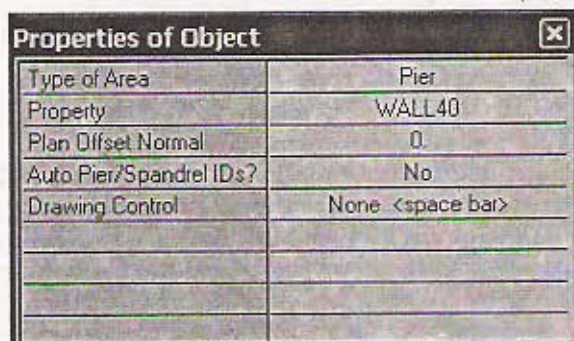 Properties of Object
Type of Area Pier
Property WALL40
Plan Offset Normal 0.
Auto Pier/Spandrel IDs? No
Drawing Control None <space bar>